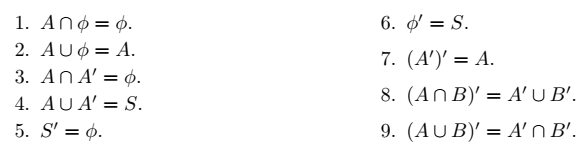 1. A ∩ ϕ = ϕ.
2. A ∪ ϕ = A.
3. A ∩ A′ = ϕ.
4. A ∪ A′ = S.
5. S′ = ϕ.
6. ϕ′ = S.
7. (A′)′ = A.
8. (A ∩ B)′ = A′ ∪ B′.
9. (A ∪ B)′ = A′ ∩ B′.